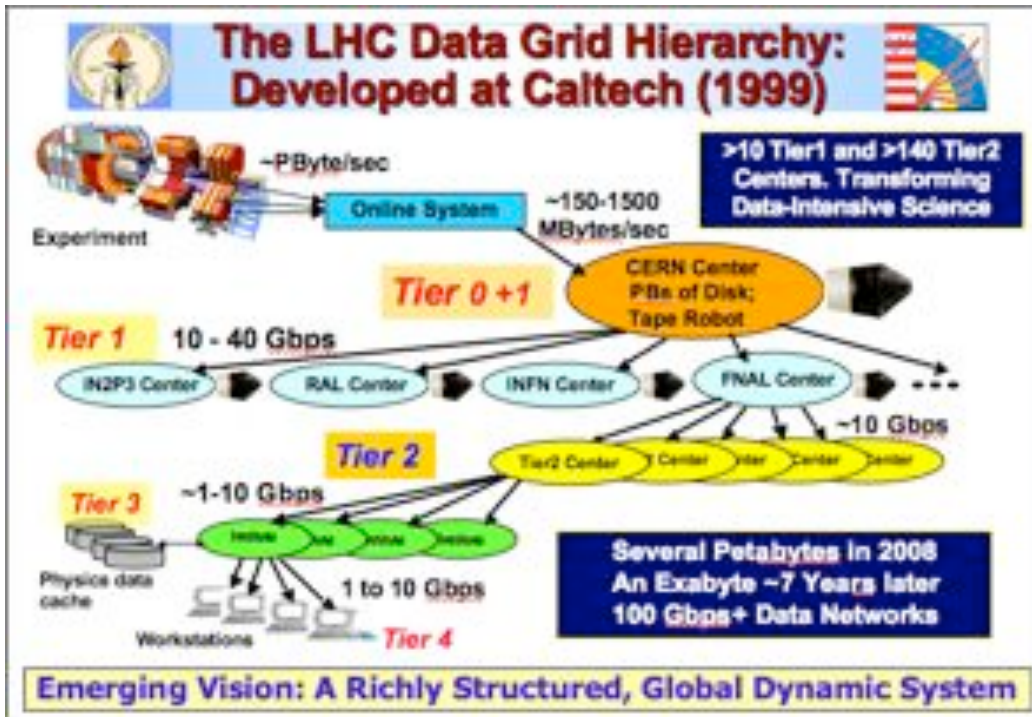 The LHC Data Grid Hierarchy:
Developed at Caltech (1999)
~PByte/sec
>10 Tier1 and >140 Tier2
Centers. Transforming
Data-Intensive Science
Online System
~150-1500
MBytes/sec
Experiment
CERN Center
PBs of Disk;
Tape Robot
Tier 0 +1
Tier 1
10 - 40 Gbps
IN2P3 Center
RAL Center
INFN Center
FNAL Center
~10 Gbps
Tier 2
Tier2 Center
Center
Center
Tier 3
~1-10 Gbps
Physics data
cache
1 to 10 Gbps
Workstations
Tier 4
Several Petabytes in 2008
An Exabyte ~7 Years later
100 Gbps+ Data Networks
Emerging Vision: A Richly Structured, Global Dynamic System